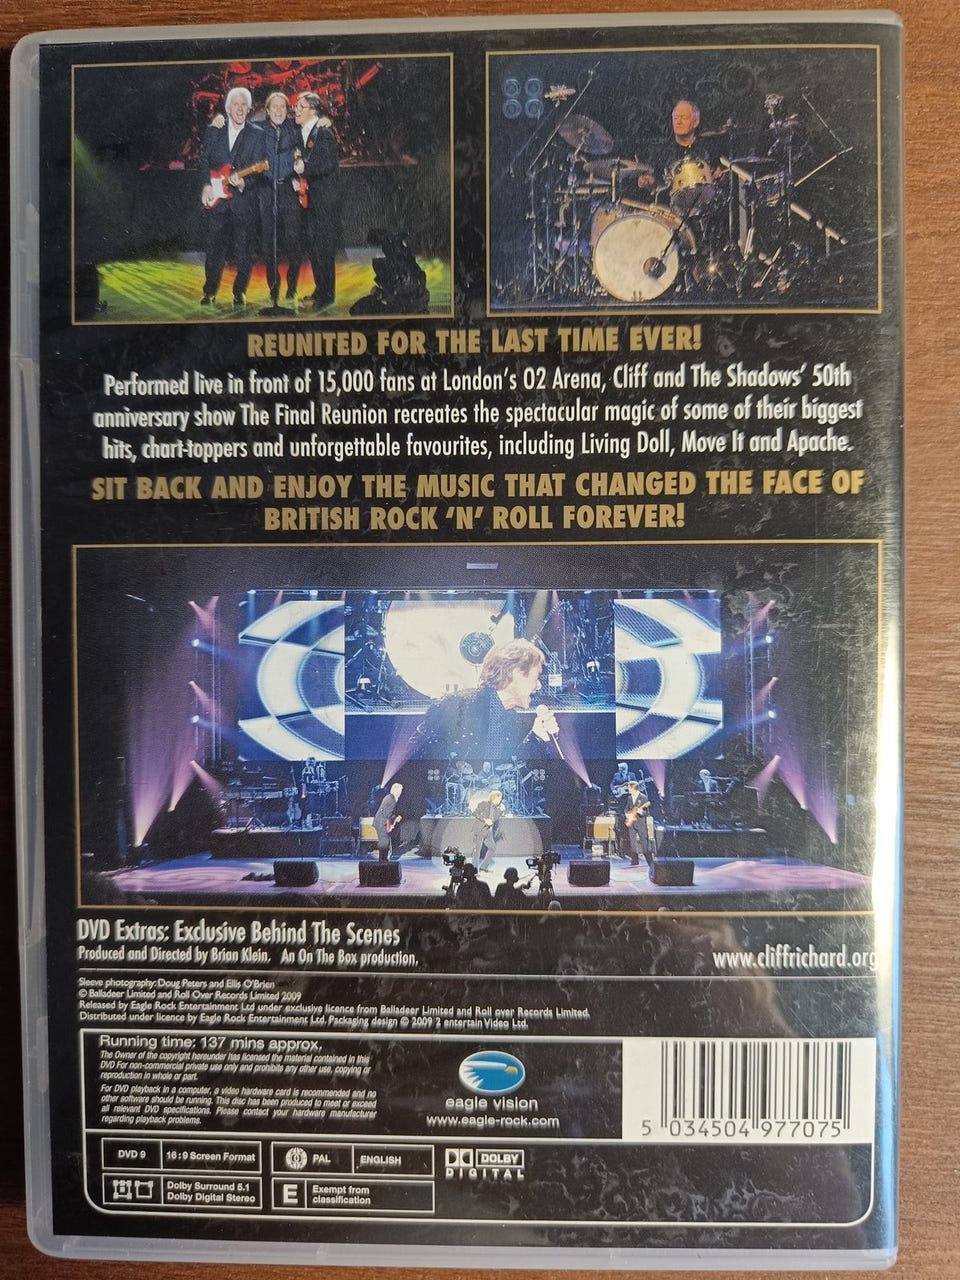 REUNITED FOR THE LAST TIME EVER!
Performed live in front of 15,000 fans at London's O2 Arena, Cliff and The Shadows' 50th
anniversary show The Final Reunion recreates the spectacular magic of some of their biggest
hits, chart-toppers and unforgettable favourites, including Living Doll, Move It and Apache.
SIT BACK AND ENJOY THE MUSIC THAT CHANGED THE FACE OF
BRITISH ROCK 'N' ROLL FOREVER!
DVD Extras: Exclusive Behind The Scenes
Produced and Directed by Brian Klein, An On The Box production.
www.cliffrichard.org
Sleeve photography: Doug Peters and Ellis O'Brien
© Balladeer Limited and Roll Over Records Limited 2009
Released by Eagle Rock Entertainment Ltd under exclusive licence from Balladeer Limited and Roll over Records Limited.
Distributed under licence by Eagle Rock Entertainment Ltd. Packaging design © 2009 2 entertain Video Ltd.
Running time: 137 mins approx,
The Owner of the copyright hereunder has licensed the material contained in this
DVD For non-commercial private use only and prohibits any other use, copying or
reproduction in whole or part.
For DVD playback in a computer, a video hardware card is recommended and no
other software should be running. This disc has been produced to meet or exceed
all relevant DVD specifications. Please contact your hardware manufacturer
regarding playback problems.
eagle vision
www.eagle-rock.com
5 034504 977075
DVD 9
16:9 Screen Format
PAL
ENGLISH
DOLBY
DIGITAL
Dolby Surround 5.1
Dolby Digital Stereo
E
Exempt from
classification